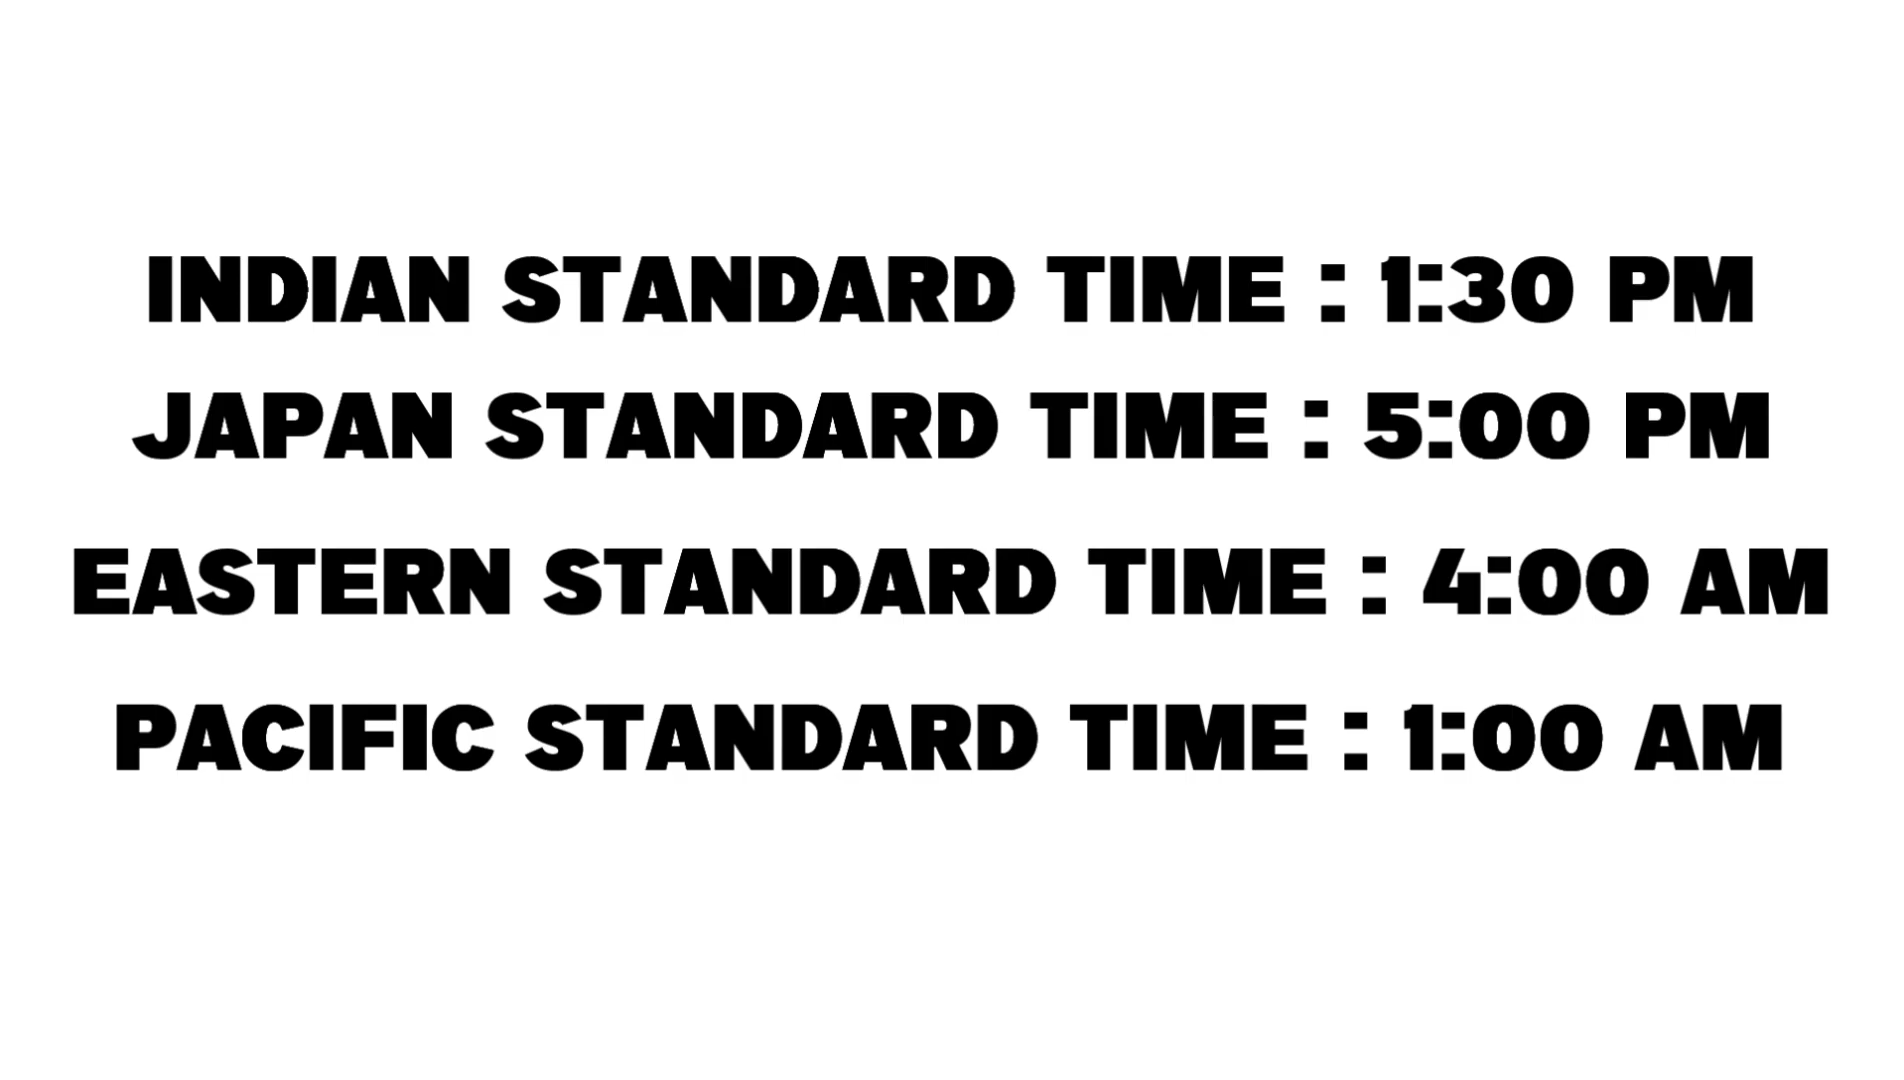 INDIAN STANDARD TIME : 1:30 PM
JAPAN STANDARD TIME : 5:00 PM
EASTERN STANDARD TIME : 4:00 AM
PACIFIC STANDARD TIME : 1:00 AM